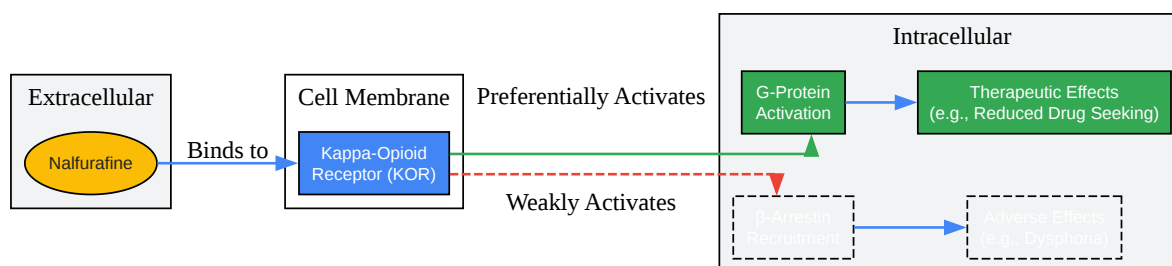 Extracellular
Nalfurafine
Binds to
Cell Membrane
Kappa-Opioid
Receptor (KOR)
Preferentially Activates
Weakly Activates
Intracellular
G-Protein
Activation
Therapeutic Effects
(e.g., Reduced Drug Seeking)
β-Arrestin
Recruitment
Adverse Effects
(e.g., Dysphoria)